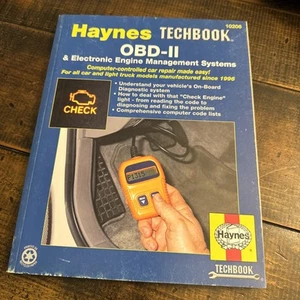 10206
Haynes TECHBOOK
OBD-II
& Electronic Engine Management Systems
Computer-controlled car repair made easy!
For all car and light truck models manufactured since 1996
• Understand your vehicle's On-Board
Diagnostic system
• How to deal with that "Check Engine"
light - from reading the code to
diagnosing and fixing the problem
• Comprehensive computer code lists
CHECK
Haynes
TECHBOOK